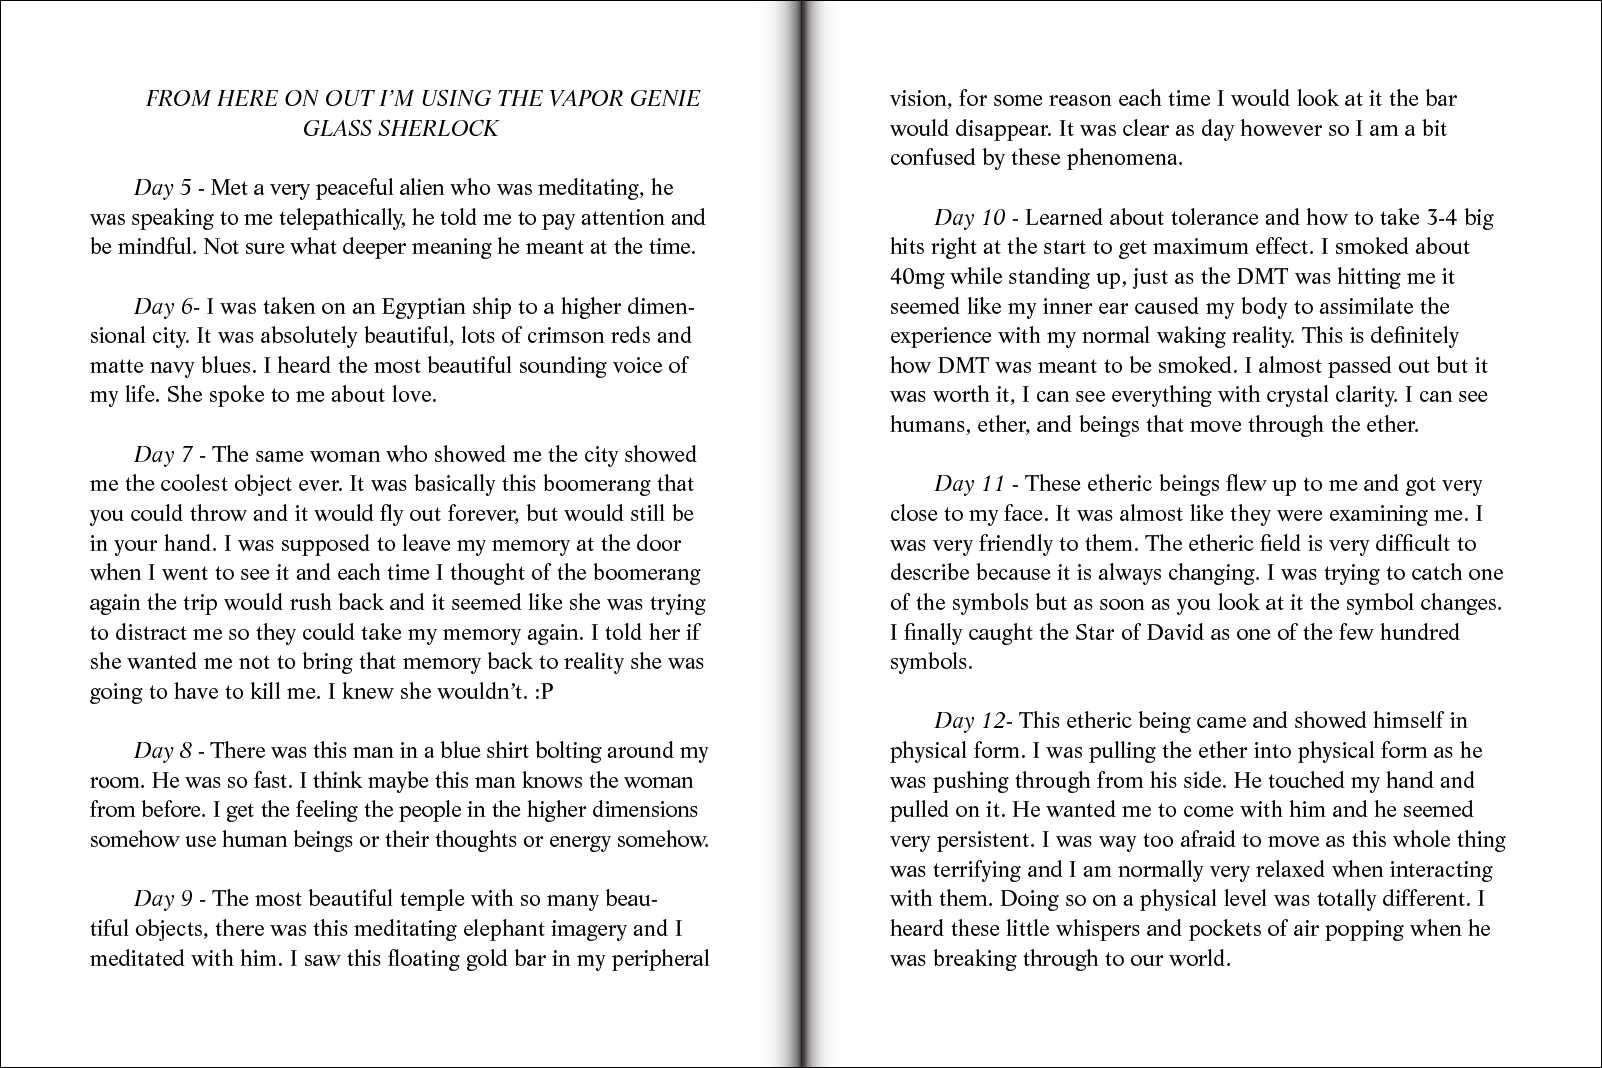 FROM HERE ON OUT I'M USING THE VAPOR GENIE
GLASS SHERLOCK
Day 5 - Met a very peaceful alien who was meditating, he
was speaking to me telepathically, he told me to pay attention and
be mindful. Not sure what deeper meaning he meant at the time.
Day 6- I was taken on an Egyptian ship to a higher dimen-
sional city. It was absolutely beautiful, lots of crimson reds and
matte navy blues. I heard the most beautiful sounding voice of
my life. She spoke to me about love.
Day 7 - The same woman who showed me the city showed
me the coolest object ever. It was basically this boomerang that
you could throw and it would fly out forever, but would still be
in your hand. I was supposed to leave my memory at the door
when I went to see it and each time I thought of the boomerang
again the trip would rush back and it seemed like she was trying
to distract me so they could take my memory again. I told her if
she wanted me not to bring that memory back to reality she was
going to have to kill me. I knew she wouldn't. :P
Day 8 - There was this man in a blue shirt bolting around my
room. He was so fast. I think maybe this man knows the woman
from before. I get the feeling the people in the higher dimensions
somehow use human beings or their thoughts or energy somehow.
Day 9 - The most beautiful temple with so many beau-
tiful objects, there was this meditating elephant imagery and I
meditated with him. I saw this floating gold bar in my peripheral
vision, for some reason each time I would look at it the bar
would disappear. It was clear as day however so I am a bit
confused by these phenomena.
Day 10 - Learned about tolerance and how to take 3-4 big
hits right at the start to get maximum effect. I smoked about
40mg while standing up, just as the DMT was hitting me it
seemed like my inner ear caused my body to assimilate the
experience with my normal waking reality. This is definitely
how DMT was meant to be smoked. I almost passed out but it
was worth it, I can see everything with crystal clarity. I can see
humans, ether, and beings that move through the ether.
Day 11 - These etheric beings flew up to me and got very
close to my face. It was almost like they were examining me. I
was very friendly to them. The etheric field is very difficult to
describe because it is always changing. I was trying to catch one
of the symbols but as soon as you look at it the symbol changes.
I finally caught the Star of David as one of the few hundred
symbols.
Day 12- This etheric being came and showed himself in
physical form. I was pulling the ether into physical form as he
was pushing through from his side. He touched my hand and
pulled on it. He wanted me to come with him and he seemed
very persistent. I was way too afraid to move as this whole thing
was terrifying and I am normally very relaxed when interacting
with them. Doing so on a physical level was totally different. I
heard these little whispers and pockets of air popping when he
was breaking through to our world.